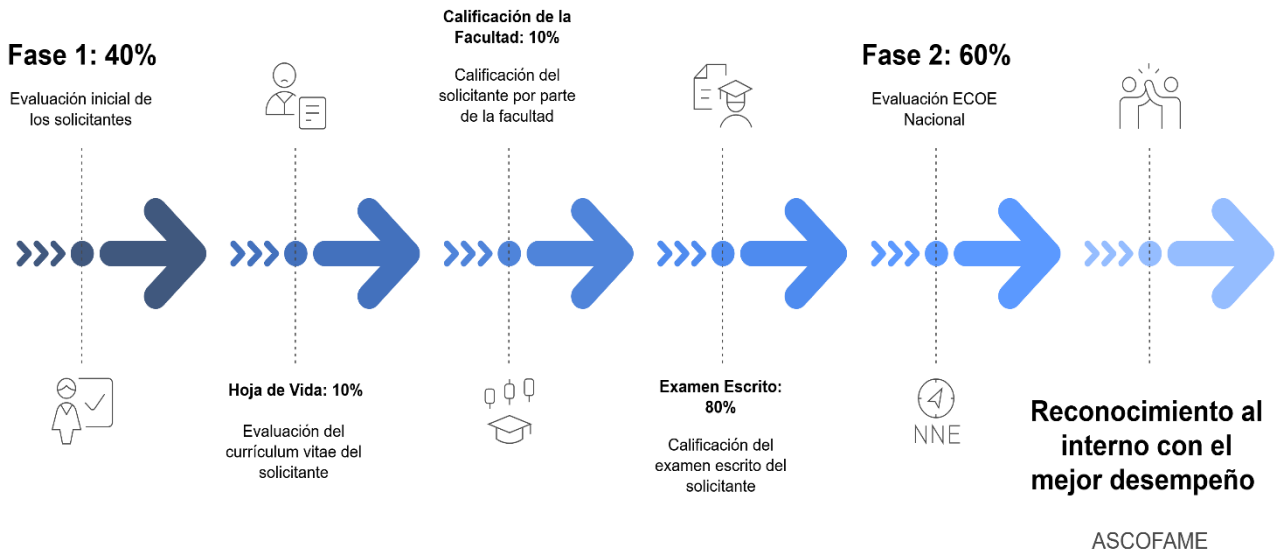 Fase 1: 40%
Evaluación inicial de
los solicitantes
Hoja de Vida: 10%
Evaluación del
currículum vitae del
solicitante
Calificación de la
Facultad: 10%
Calificación del
solicitante por parte
de la facultad
Examen Escrito:
80%
Calificación del
examen escrito del
solicitante
Fase 2: 60%
Evaluación ECOE
Nacional
NNE
Reconocimiento al
interno con el
mejor desempeño
ASCOFAME